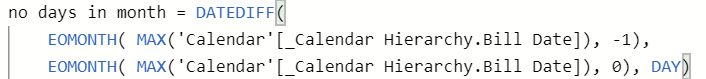 no days in month = DATEDIFF(
EOMONTH( MAX('Calendar'[_Calendar Hierarchy.Bill Date]), -1),
EOMONTH( MAX('Calendar'[_Calendar Hierarchy.Bill Date]), 0), DAY)